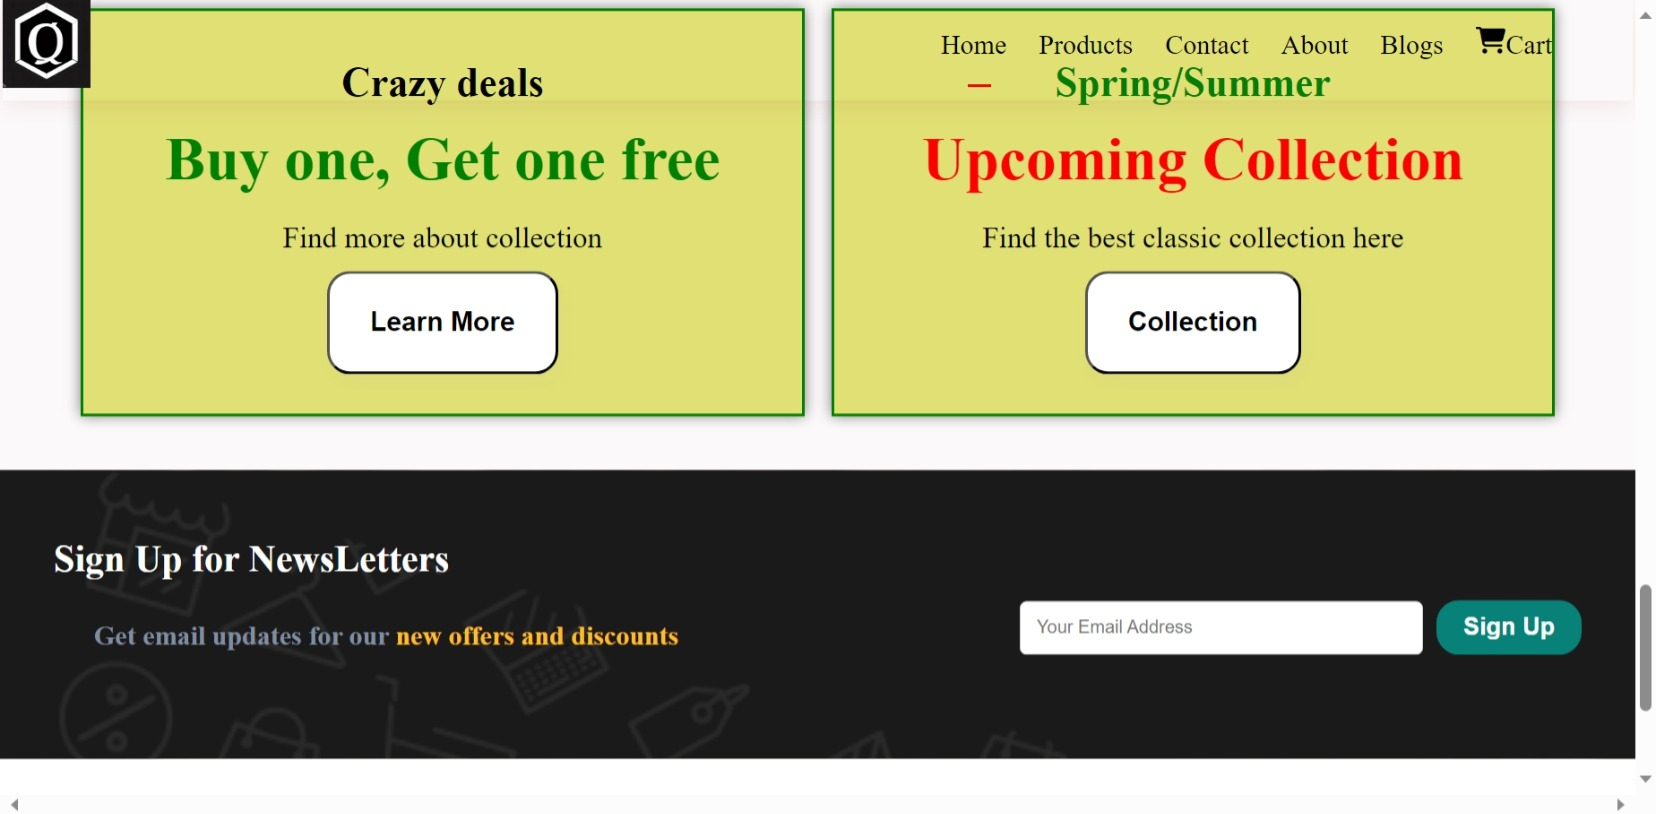 Q
Home Products Contact About Blogs Cart
Crazy deals
Buy one, Get one free
Find more about collection
Learn More
Spring/Summer
Upcoming Collection
Find the best classic collection here
Collection
Sign Up for NewsLetters
Get email updates for our new offers and discounts
Your Email Address
Sign Up